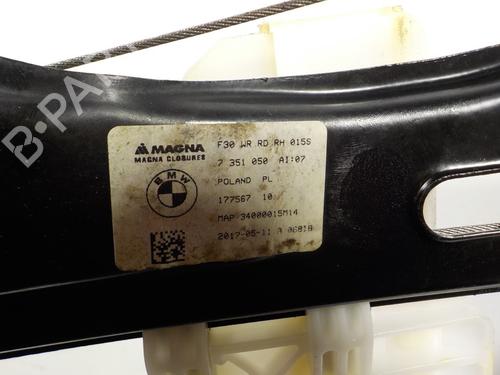 B-PARTS
MAGNA
MAGNA CLOSURES
BMW
F30 WR RD RH 015S
7 351 050 AI:07
POLAND PL
177567 10
MAP 34000015M14
2017-05-11